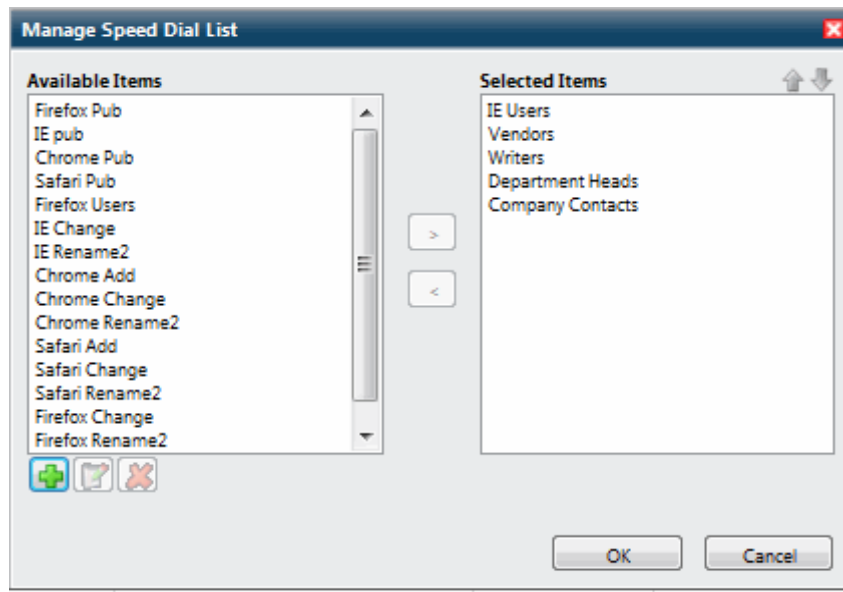 Manage Speed Dial List
Available Items
Firefox Pub
IE pub
Chrome Pub
Safari Pub
Firefox Users
IE Change
IE Rename2
Chrome Add
Chrome Change
Chrome Rename2
Safari Add
Safari Change
Safari Rename2
Firefox Change
Firefox Rename2
>
<
Selected Items
IE Users
Vendors
Writers
Department Heads
Company Contacts
OK
Cancel